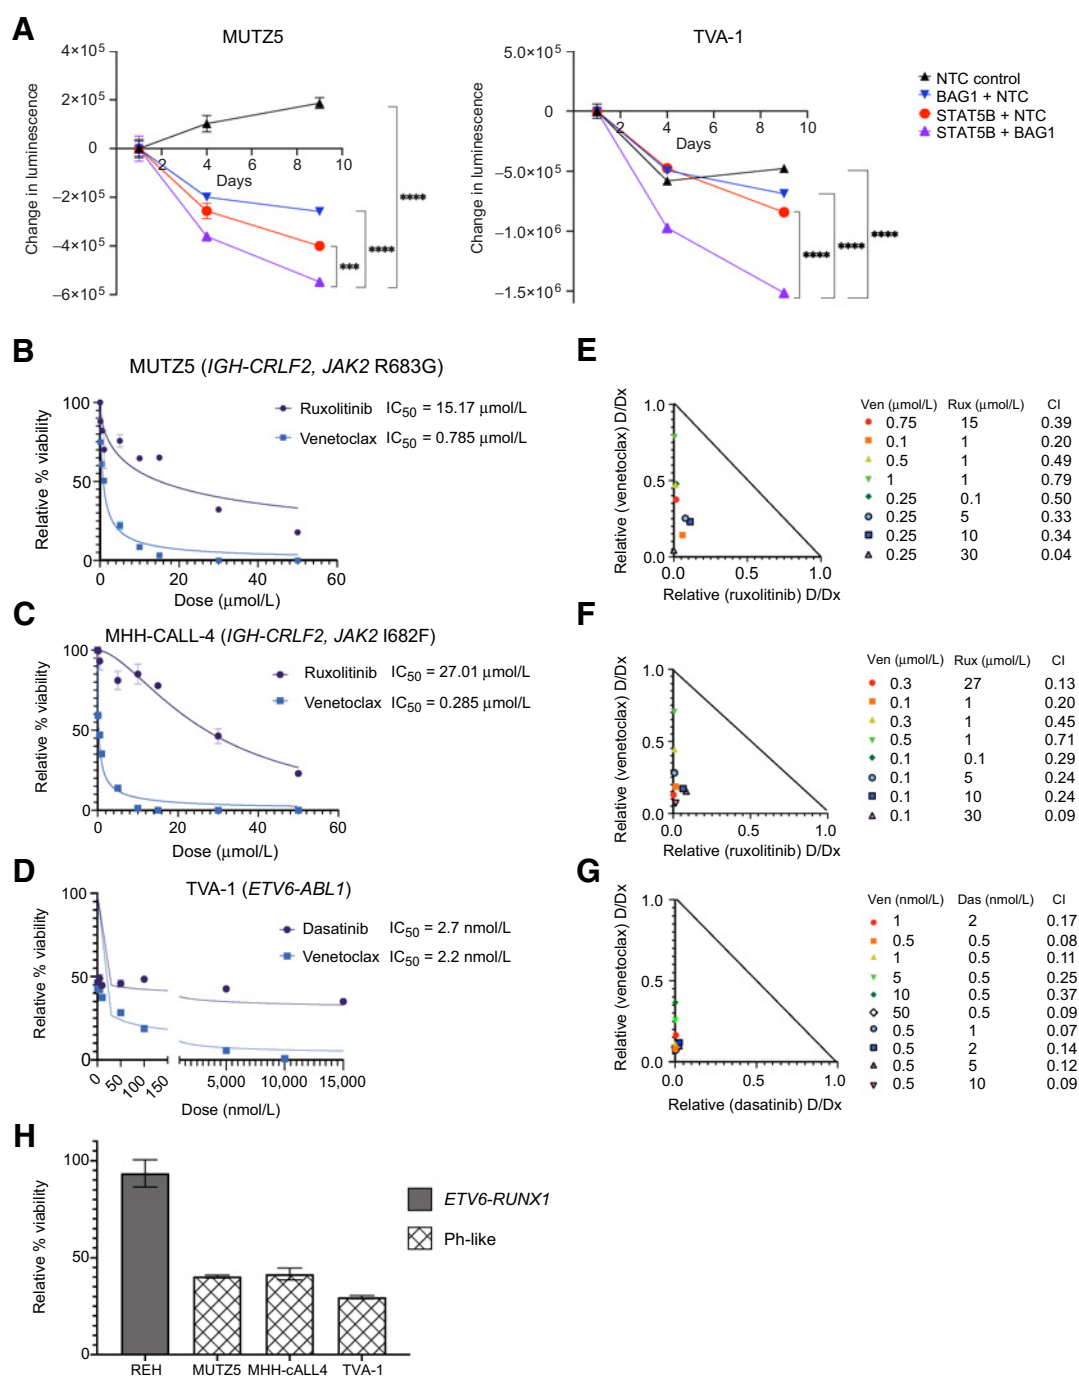 A
MUTZ5
TVA-1
4×10⁵
2×10⁵
0
−2×10⁵
−4×10⁵
−6×10⁵
Change in luminescence
2 4 6 8 10
Days
****
****
***
5.0×10⁵
0
−5.0×10⁵
−1.0×10⁶
−1.5×10⁶
Change in luminescence
2 4 6 8 10
Days
****
****
****
NTC control
BAG1 + NTC
STAT5B + NTC
STAT5B + BAG1
B
MUTZ5 (IGH-CRLF2, JAK2 R683G)
Ruxolitinib IC50 = 15.17 μmol/L
Venetoclax IC50 = 0.785 μmol/L
Relative % viability
100
50
0
0 20 40 60
Dose (μmol/L)
E
Relative (venetoclax) D/Dx
1.0
0.5
0.0
0.0 0.5 1.0
Relative (ruxolitinib) D/Dx
Ven (μmol/L) Rux (μmol/L) CI
0.75 15 0.39
0.1 1 0.20
0.5 1 0.49
1 1 0.79
0.25 0.1 0.50
0.25 5 0.33
0.25 10 0.34
0.25 30 0.04
C
MHH-CALL-4 (IGH-CRLF2, JAK2 I682F)
Ruxolitinib IC50 = 27.01 μmol/L
Venetoclax IC50 = 0.285 μmol/L
Relative % viability
100
50
0
0 20 40 60
Dose (μmol/L)
F
Relative (venetoclax) D/Dx
1.0
0.5
0.0
0.0 0.5 1.0
Relative (ruxolitinib) D/Dx
Ven (μmol/L) Rux (μmol/L) CI
0.3 27 0.13
0.1 1 0.20
0.3 1 0.45
0.5 1 0.71
0.1 0.1 0.29
0.1 5 0.24
0.1 10 0.24
0.1 30 0.09
D
TVA-1 (ETV6-ABL1)
Dasatinib IC50 = 2.7 nmol/L
Venetoclax IC50 = 2.2 nmol/L
Relative % viability
100
50
0
0 50 100 150 5,000 10,000 15,000
Dose (nmol/L)
G
Relative (venetoclax) D/Dx
1.0
0.5
0.0
0.0 0.5 1.0
Relative (dasatinib) D/Dx
Ven (nmol/L) Das (nmol/L) CI
1 2 0.17
0.5 0.5 0.08
1 0.5 0.11
5 0.5 0.25
10 0.5 0.37
50 0.5 0.09
0.5 1 0.07
0.5 2 0.14
0.5 5 0.12
0.5 10 0.09
H
Relative % viability
100
50
0
REH MUTZ5 MHH-cALL4 TVA-1
ETV6-RUNX1
Ph-like